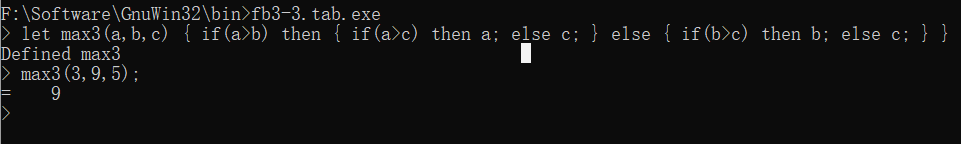 F:\Software\GnuWin32\bin>fb3-3.tab.exe
> let max3(a,b,c) { if(a>b) then { if(a>c) then a; else c; } else { if(b>c) then b; else c; } }
Defined max3
> max3(3,9,5);
=    9
>